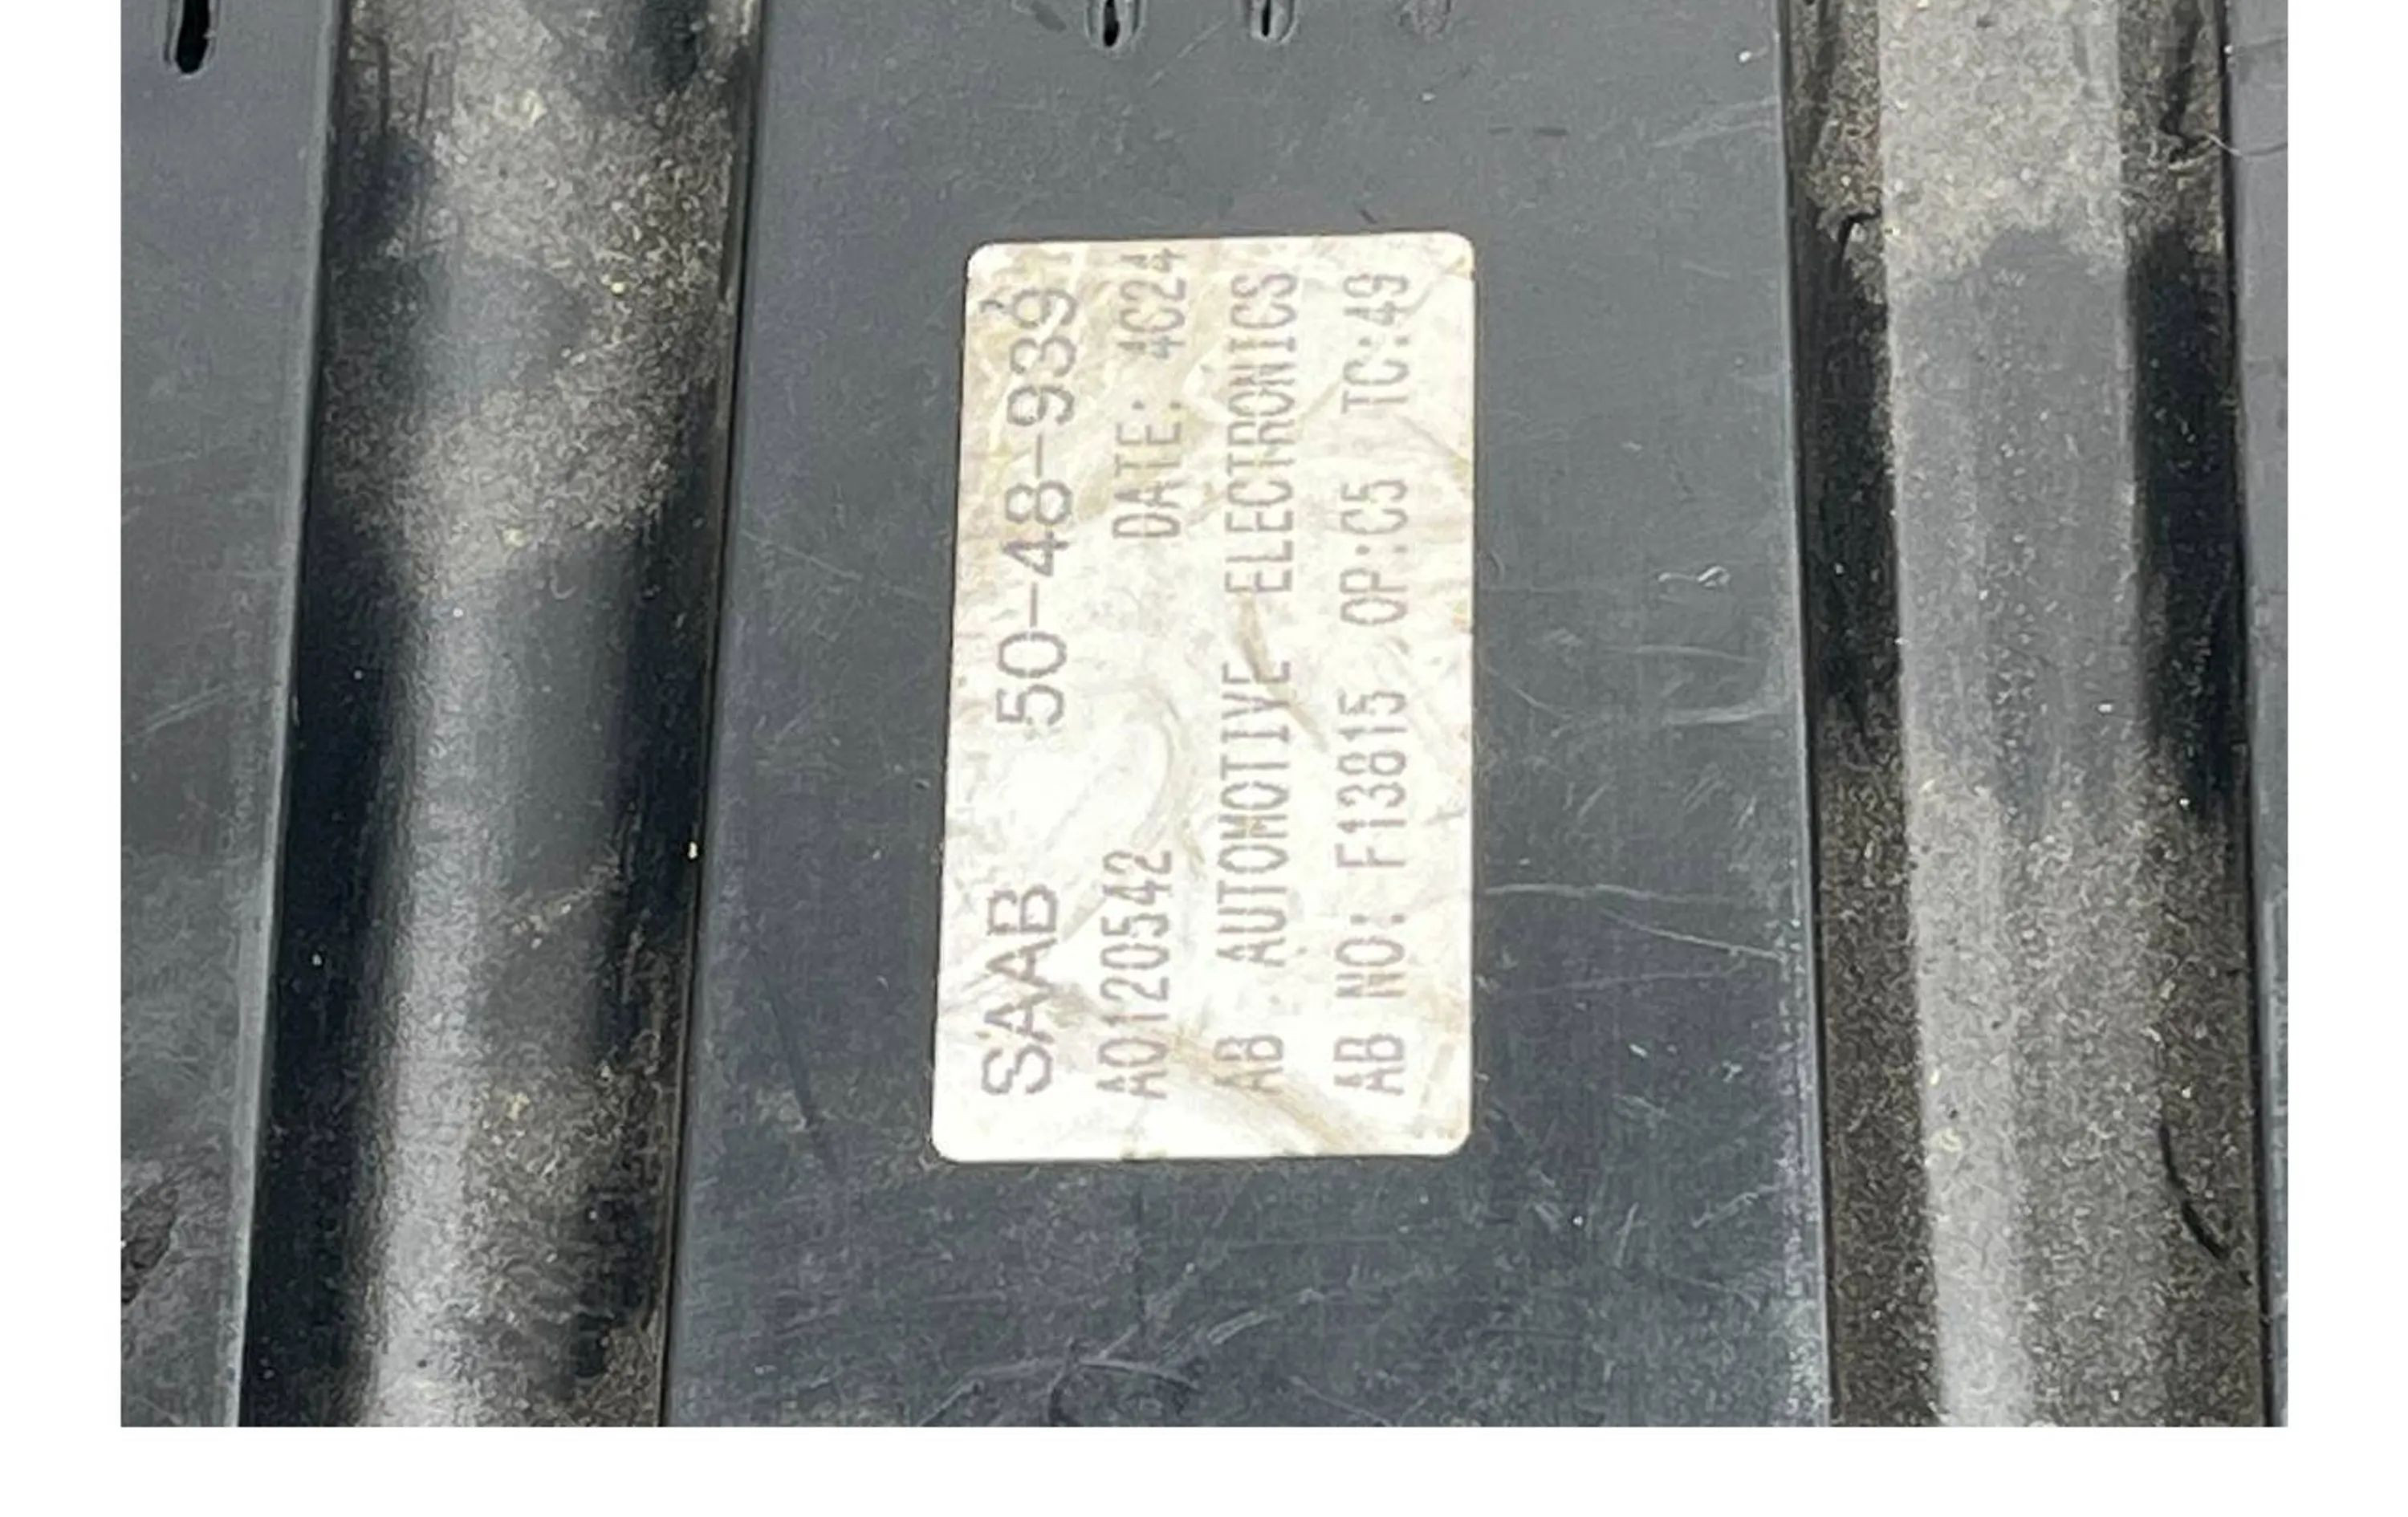 SAAB 50-48-939
A0120542 DATE: 4C24
AB AUTOMOTIVE ELECTRONICS
AB NO: F13815 OP:C5 TC:49